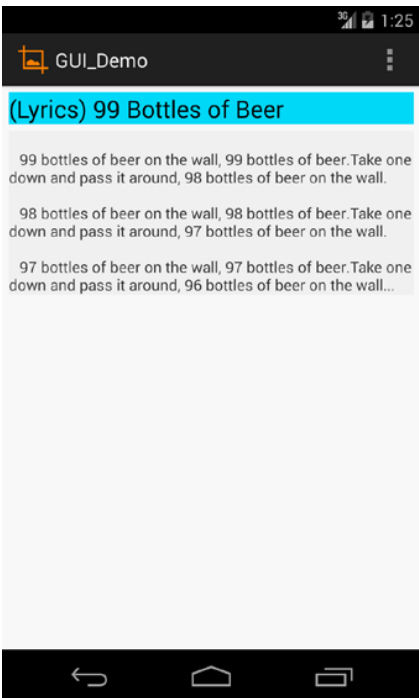 3G 1:25
GUI_Demo
(Lyrics) 99 Bottles of Beer
99 bottles of beer on the wall, 99 bottles of beer.Take one
down and pass it around, 98 bottles of beer on the wall.
98 bottles of beer on the wall, 98 bottles of beer.Take one
down and pass it around, 97 bottles of beer on the wall.
97 bottles of beer on the wall, 97 bottles of beer.Take one
down and pass it around, 96 bottles of beer on the wall...